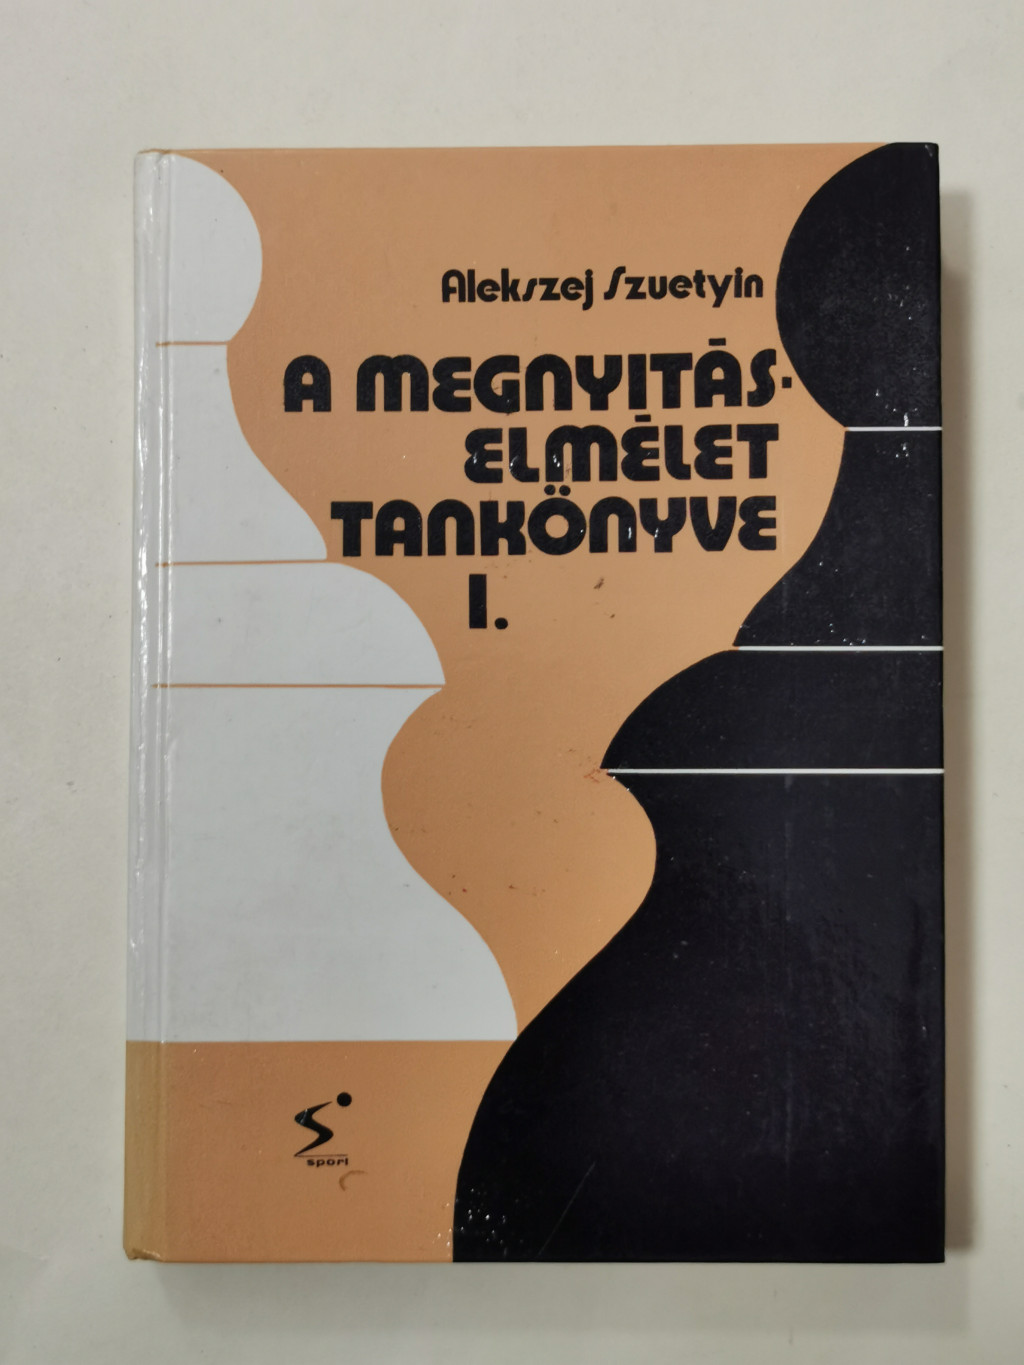 Alekszej Szuetyin
A MEGNYITÁS-
ELMÉLET
TANKÖNYVE
I.
sport